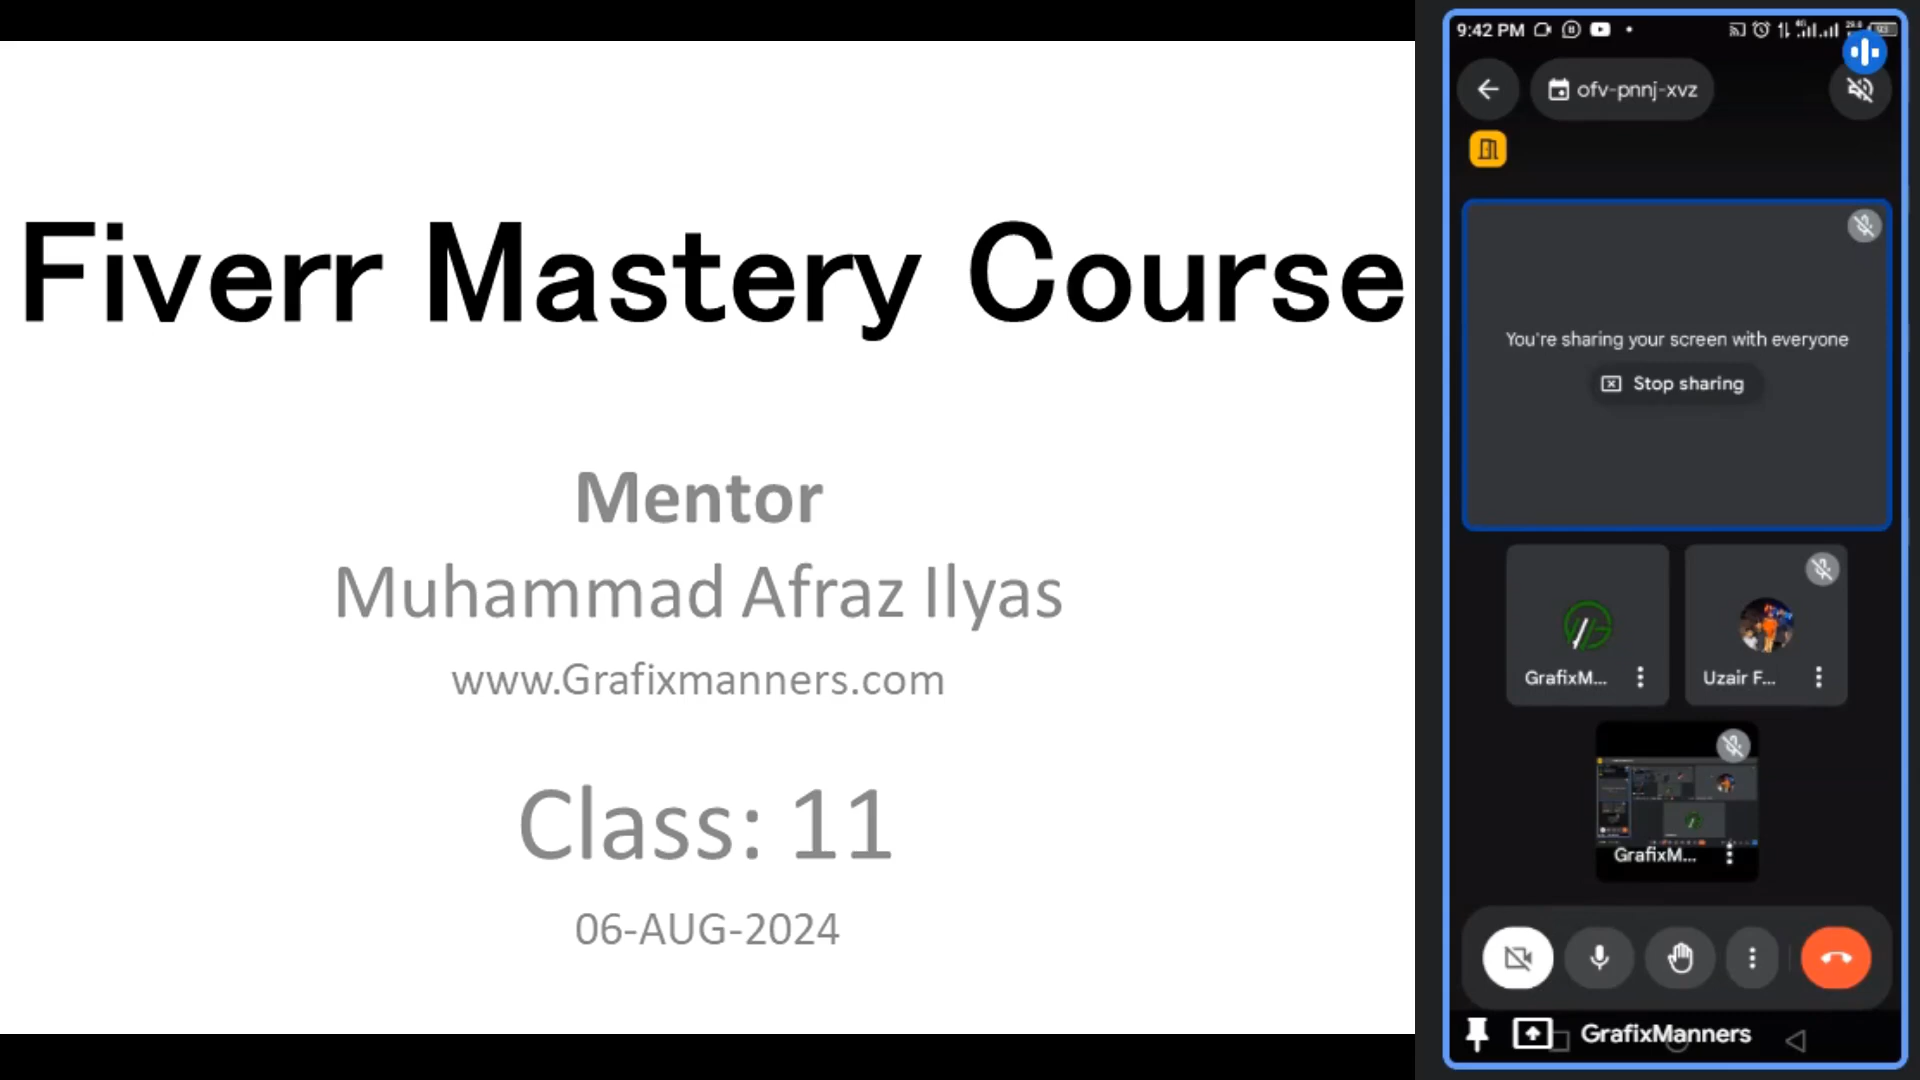 Fiverr Mastery Course
Mentor
Muhammad Afraz Ilyas
www.Grafixmanners.com
Class: 11
06-AUG-2024
9:42 PM
ofv-pnnj-xvz
You're sharing your screen with everyone
Stop sharing
GrafixM...
Uzair F...
GrafixM...
GrafixManners